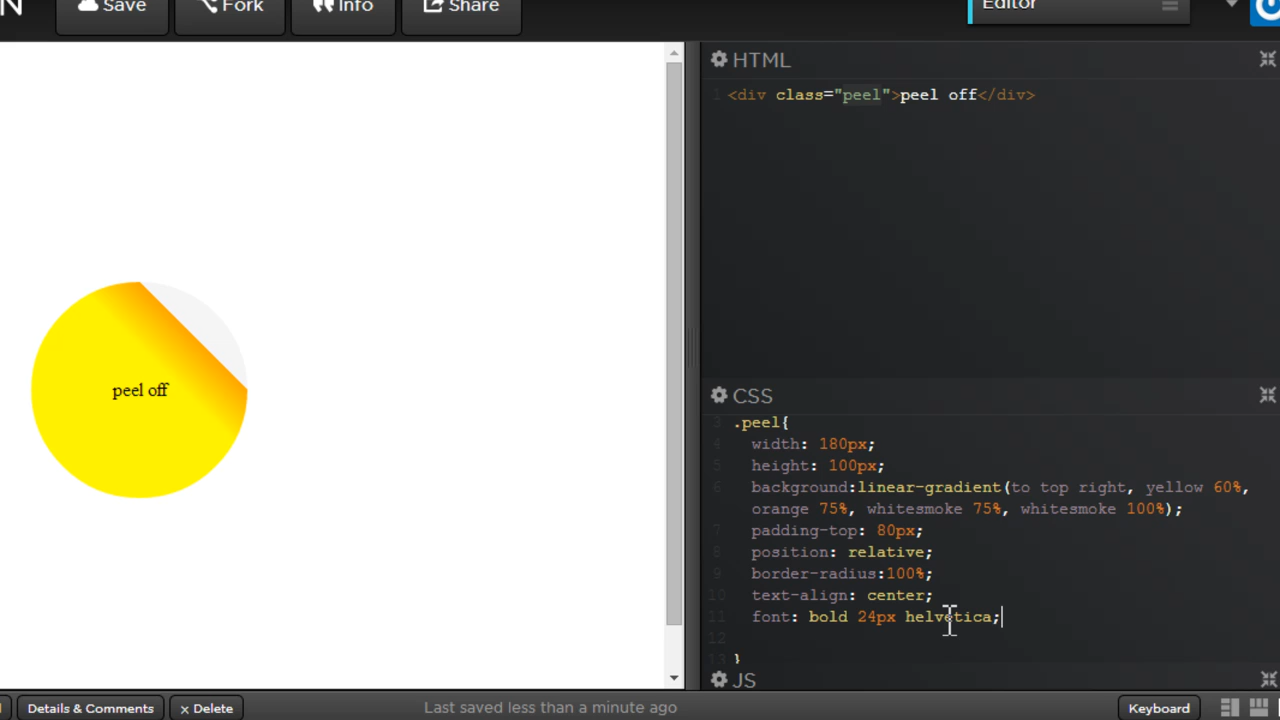 N Save Fork Info Share Editor
HTML
1 <div class="peel">peel off</div>
peel off
CSS
3 .peel{
4 width: 180px;
5 height: 100px;
6 background:linear-gradient(to top right, yellow 60%,
orange 75%, whitesmoke 75%, whitesmoke 100%);
7 padding-top: 80px;
8 position: relative;
9 border-radius:100%;
10 text-align: center;
11 font: bold 24px helvetica;
12
13 }
JS
Details & Comments x Delete Last saved less than a minute ago Keyboard